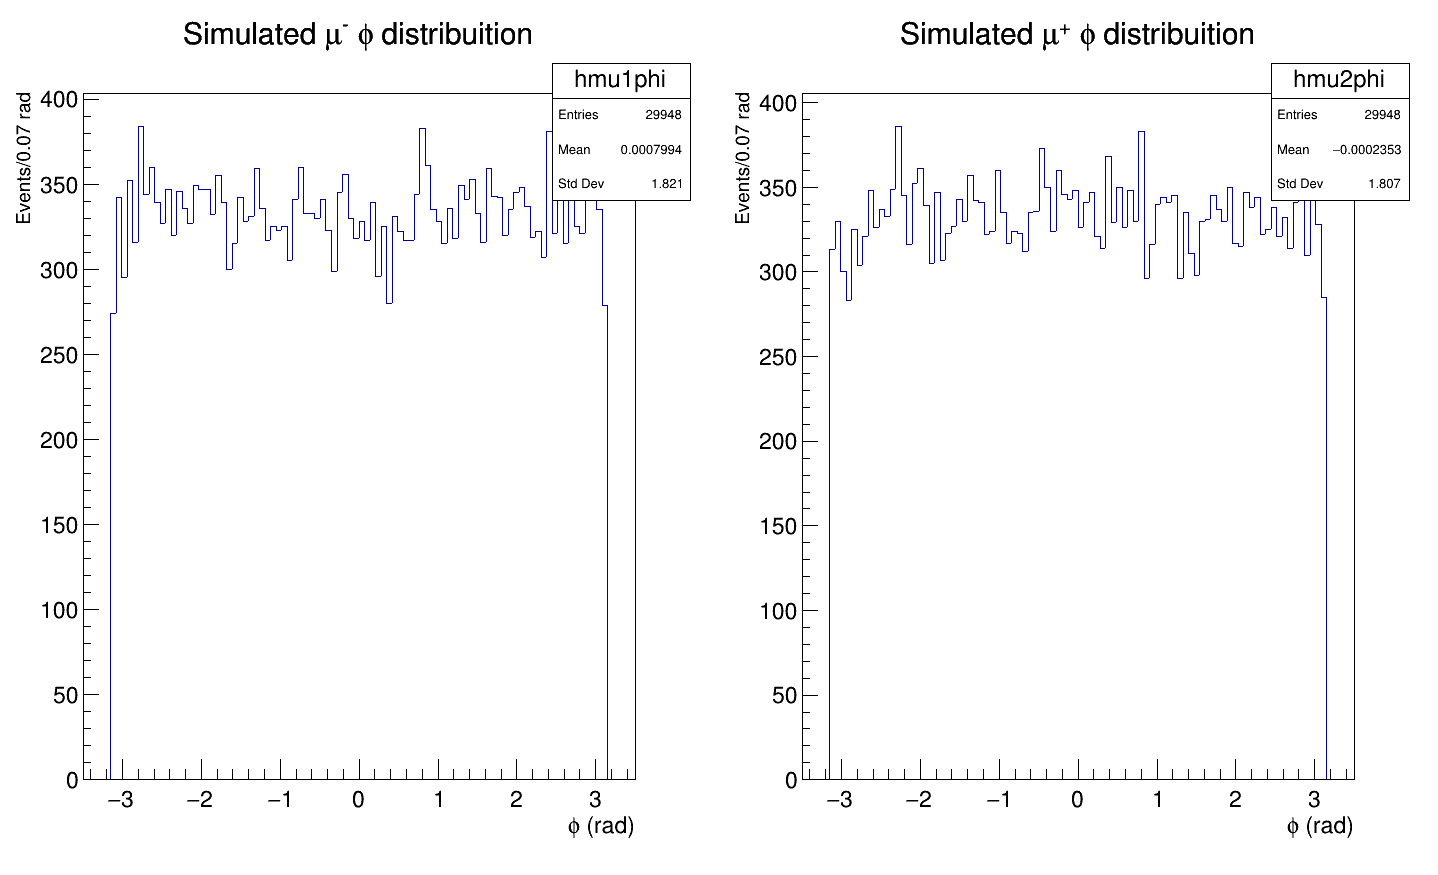 Simulated μ- ϕ distribuition
hmu1phi
Entries 29948
Mean 0.0007994
Std Dev 1.821
Events/0.07 rad
400
350
300
250
200
150
100
50
0
−3 −2 −1 0 1 2 3
ϕ (rad)
Simulated μ+ ϕ distribuition
hmu2phi
Entries 29948
Mean −0.0002353
Std Dev 1.807
Events/0.07 rad
400
350
300
250
200
150
100
50
0
−3 −2 −1 0 1 2 3
ϕ (rad)